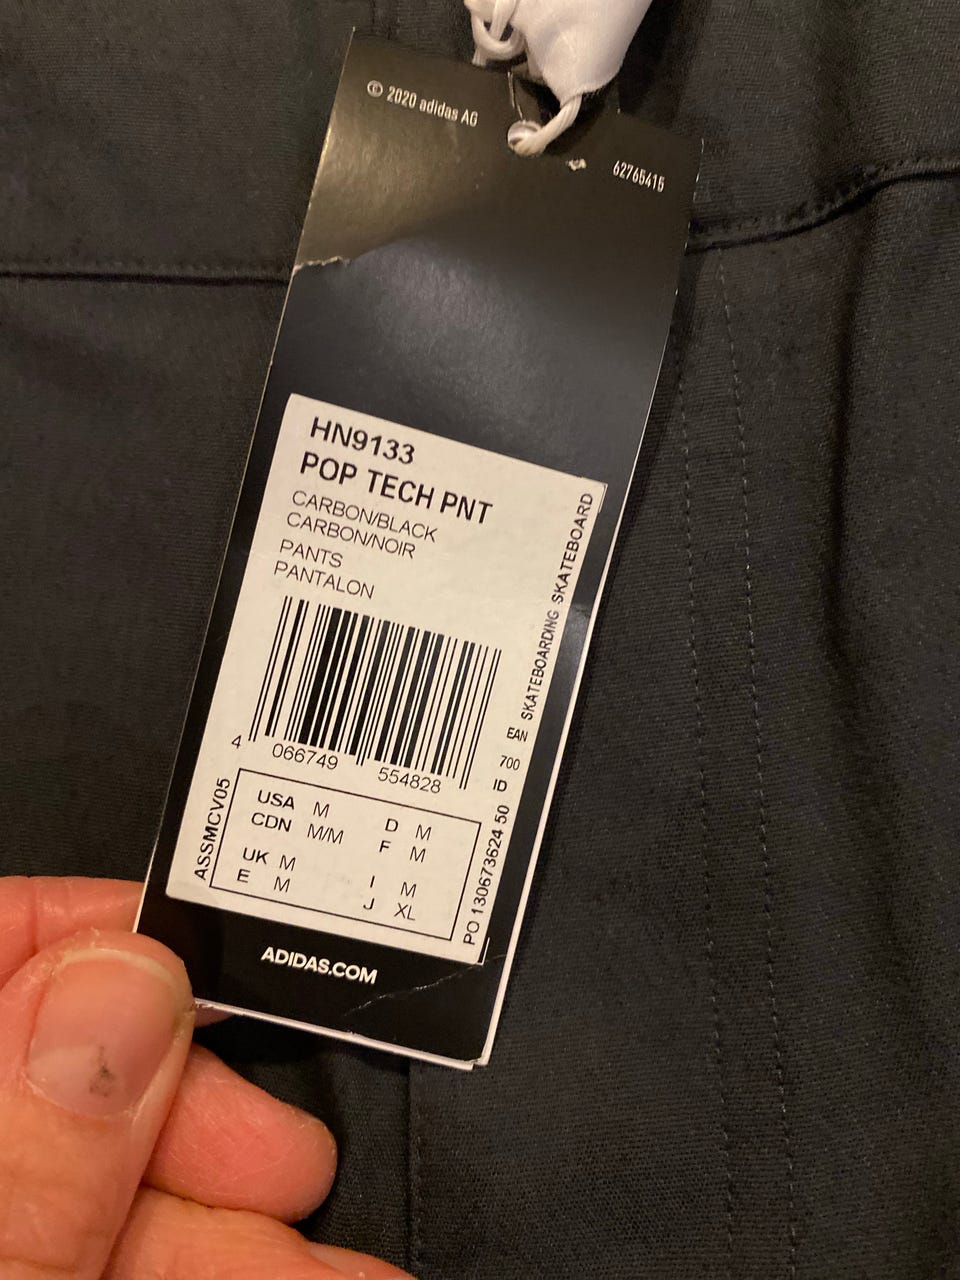 © 2020 adidas AG
62765415
HN9133
POP TECH PNT
CARBON/BLACK
CARBON/NOIR
PANTS
PANTALON
SKATEBOARDING SKATEBOARD
4 066749 554828
EAN
700
ID
ASSMCV05
USA M D M
CDN M/M F M
UK M I M
E M J XL
PO 130673624 50
ADIDAS.COM